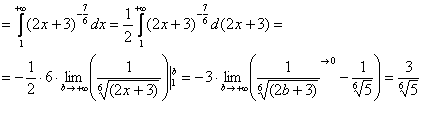 = ∫₁^{+∞} (2x+3)^{-7/6} dx = 1/2 ∫₁^{+∞} (2x+3)^{-7/6} d(2x+3) =
= -1/2 · 6 · lim_{b→+∞} (1/⁶√(2x+3)) |₁^b = -3 · lim_{b→+∞} (1/⁶√(2b+3)^{→0} - 1/⁶√5) = 3/⁶√5